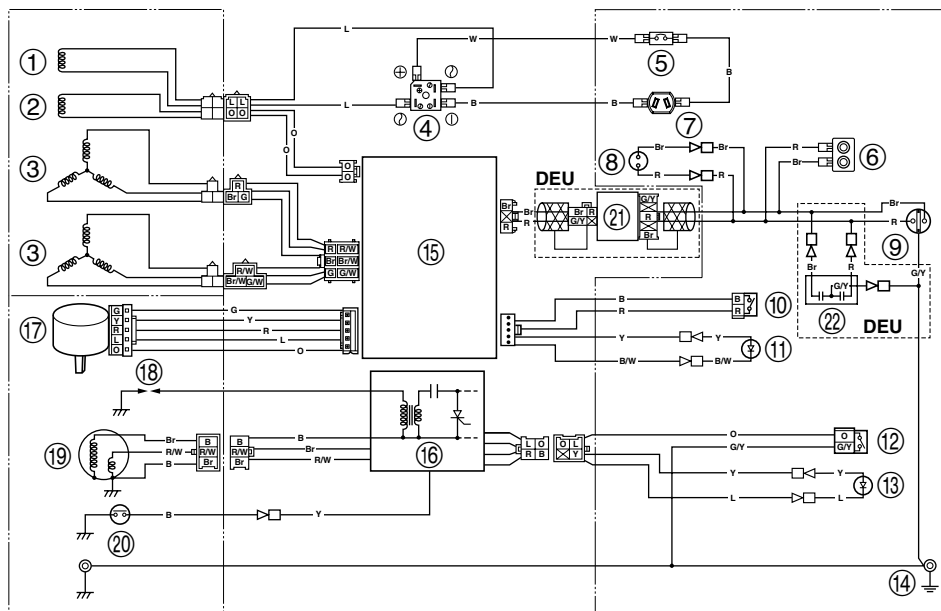 L
W W
① ⑤
B
② L L L B B
O O ④ ⑦
Br Br R ⑥
O O ⑧ Br
O
③ O R R
R DEU
Br G
Br Br Br R G/Y Br
R G/Y ㉑ R R
R Br ⑨
R R/W
Br Br/W ⑮ G/Y
③ R/W G G/W Br R G/Y
Br/W G/W
B B ⑩
R R ㉒ DEU
G G
Y Y Y Y ⑪
⑰ R R
L L B/W B/W
O O
⑱
B B B L O O L O O ⑫
Br R/W R/W Br R B Y G/Y G/Y
⑲ R/W Br Br R/W ⑯ Y Y ⑬
B L L
B Y
⑳
⑭